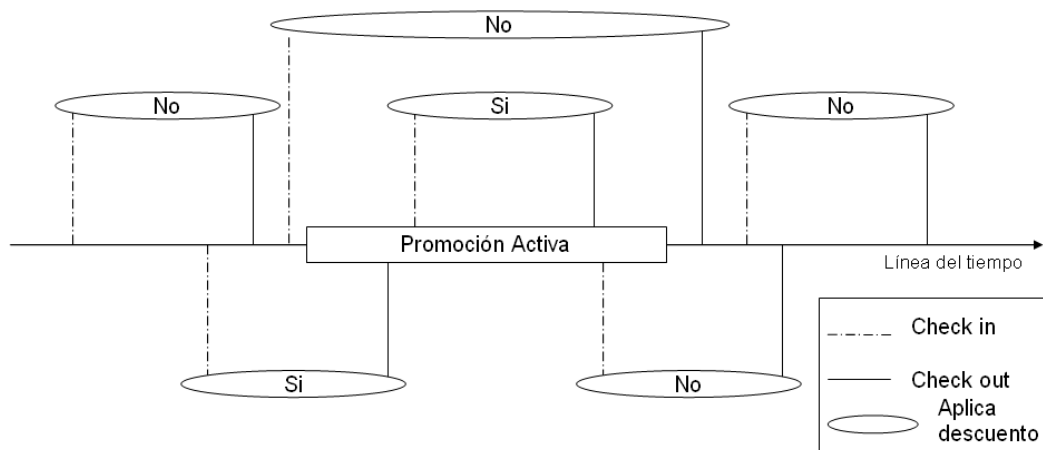 No
No
Si
No
Promoción Activa
Línea del tiempo
Si
No
Check in
Check out
Aplica
descuento